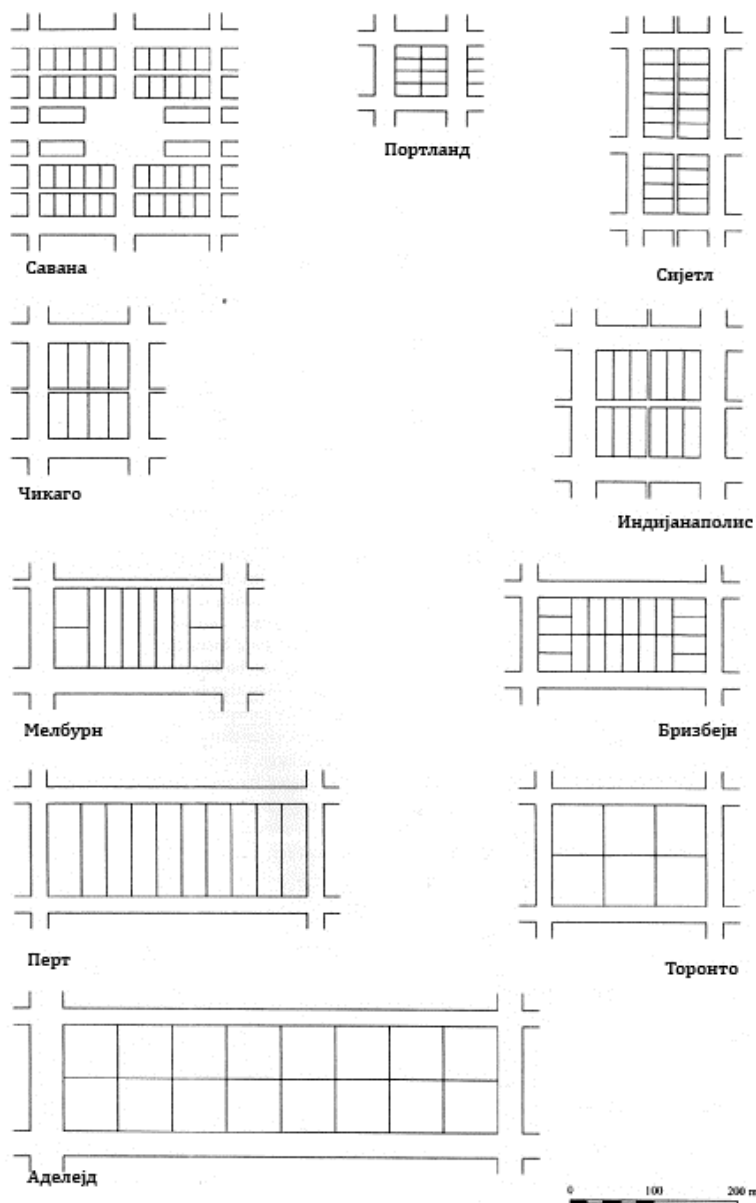 Портланд
Савана
Сијетл
Чикаго
Индијанаполис
Мелбурн
Бризбејн
Перт
Торонто
Аделејд
0 100 200 m